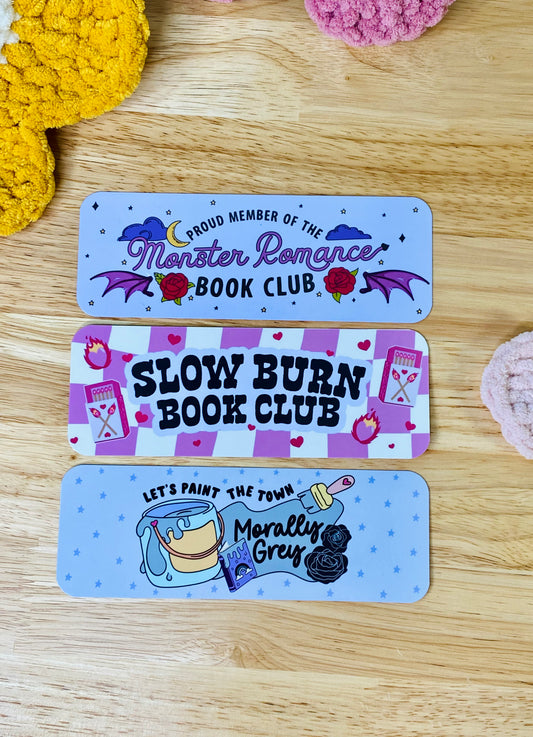 PROUD MEMBER OF THE
Monster Romance
BOOK CLUB
SLOW BURN
BOOK CLUB
LET'S PAINT THE TOWN
Morally
Grey